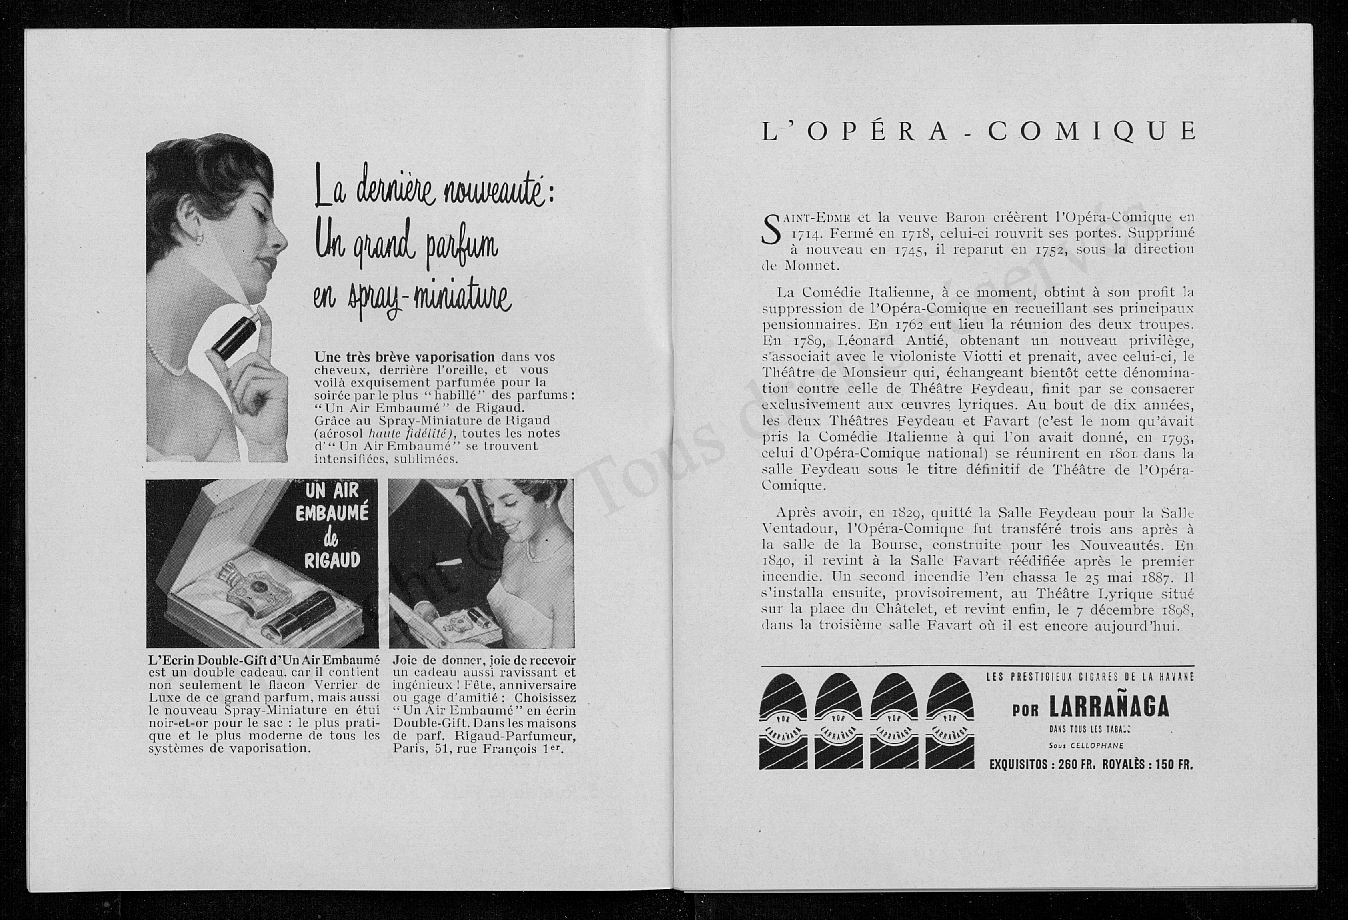 La dernière nouveauté :
Un grand parfum
en spray-miniature
Une très brève vaporisation dans vos
cheveux, derrière l'oreille, et vous
voilà exquisement parfumée pour la
soirée par le plus "habillé" des parfums :
"Un Air Embaumé" de Rigaud.
Grâce au Spray-Miniature de Rigaud
(aérosol haute fidélité), toutes les notes
d'"Un Air Embaumé" se trouvent
intensifiées, sublimées.
UN AIR
EMBAUMÉ
de
RIGAUD
L'Ecrin Double-Gift d'Un Air Embaumé
est un double cadeau. car il contient
non seulement le flacon Verrier de
Luxe de ce grand parfum, mais aussi
le nouveau Spray-Miniature en étui
noir-et-or pour le sac : le plus prati-
que et le plus moderne de tous les
systèmes de vaporisation.
Joie de donner, joie de recevoir
un cadeau aussi ravissant et
ingénieux ! Fête, anniversaire
ou gage d'amitié : Choisissez
"Un Air Embaumé" en écrin
Double-Gift. Dans les maisons
de parf. Rigaud-Parfumeur,
Paris, 51, rue François 1er.
L'OPÉRA-COMIQUE
SAINT-EDME et la veuve Baron créèrent l'Opéra-Comique en
1714. Fermé en 1718, celui-ci rouvrit ses portes. Supprimé
à nouveau en 1745, il reparut en 1752, sous la direction
de Monnet.
La Comédie Italienne, à ce moment, obtint à son profit la
suppression de l'Opéra-Comique en recueillant ses principaux
pensionnaires. En 1762 eut lieu la réunion des deux troupes.
En 1789, Léonard Antié, obtenant un nouveau privilège,
s'associait avec le violoniste Viotti et prenait, avec celui-ci, le
Théâtre de Monsieur qui, échangeant bientôt cette dénomina-
tion contre celle de Théâtre Feydeau, finit par se consacrer
exclusivement aux œuvres lyriques. Au bout de dix années,
les deux Théâtres Feydeau et Favart (c'est le nom qu'avait
pris la Comédie Italienne à qui l'on avait donné, en 1793,
celui d'Opéra-Comique national) se réunirent en 1801 dans la
salle Feydeau sous le titre définitif de Théâtre de l'Opéra-
Comique.
Après avoir, en 1829, quitté la Salle Feydeau pour la Salle
Ventadour, l'Opéra-Comique fut transféré trois ans après à
la salle de la Bourse, construite pour les Nouveautés. En
1840, il revint à la Salle Favart réédifiée après le premier
incendie. Un second incendie l'en chassa le 25 mai 1887. Il
s'installa ensuite, provisoirement, au Théâtre Lyrique situé
sur la place du Châtelet, et revint enfin, le 7 décembre 1898,
dans la troisième salle Favart où il est encore aujourd'hui.
POR LARRAÑAGA
POR LARRAÑAGA
POR LARRAÑAGA
POR LARRAÑAGA
LES PRESTIGIEUX CIGARES DE LA HAVANE
POR LARRAÑAGA
DANS TOUS LES TABACS
Sous CELLOPHANE
EXQUISITOS : 260 FR. ROYALÈS : 150 FR.
Tous droits réservés